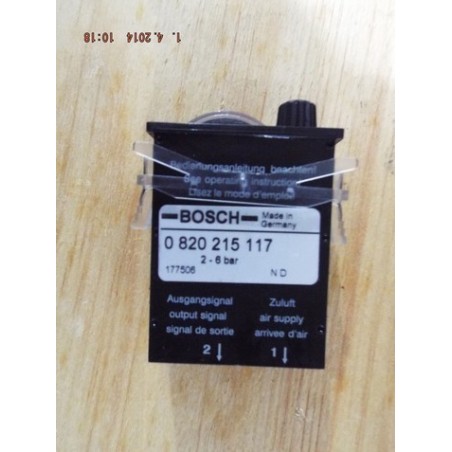 1. 4.2014 10:18
Bedienungsanleitung beachten!
See operating instruction
Lisez le mode d'emploi
BOSCH Made in Germany
0 820 215 117
2 - 6 bar
177506 N D
Ausgangsignal Zuluft
output signal air supply
signal de sortie arrivee d'air
2 1